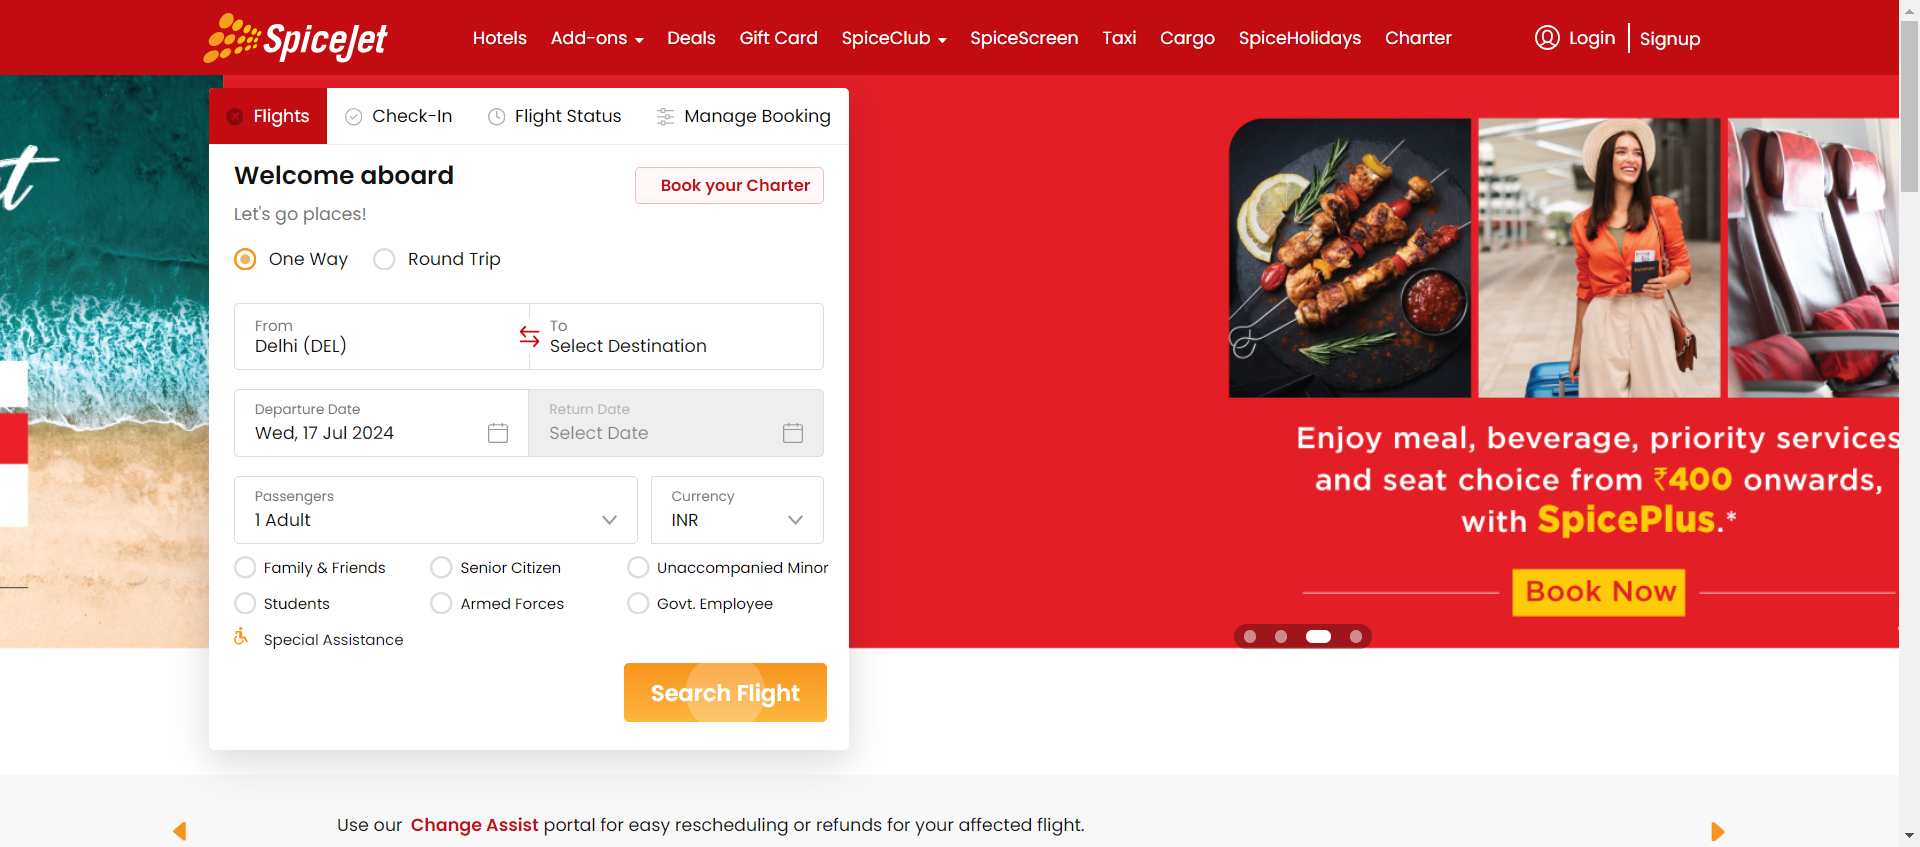 SpiceJet
Hotels Add-ons Deals Gift Card SpiceClub SpiceScreen Taxi Cargo SpiceHolidays Charter Login Signup
Flights Check-In Flight Status Manage Booking
Welcome aboard
Book your Charter
Let's go places!
One Way Round Trip
From
Delhi (DEL)
To
Select Destination
Departure Date
Wed, 17 Jul 2024
Return Date
Select Date
Passengers
1 Adult
Currency
INR
Family & Friends Senior Citizen Unaccompanied Minor
Students Armed Forces Govt. Employee
Special Assistance
Search Flight
Enjoy meal, beverage, priority services
and seat choice from ₹400 onwards,
with SpicePlus.*
Book Now
Use our Change Assist portal for easy rescheduling or refunds for your affected flight.